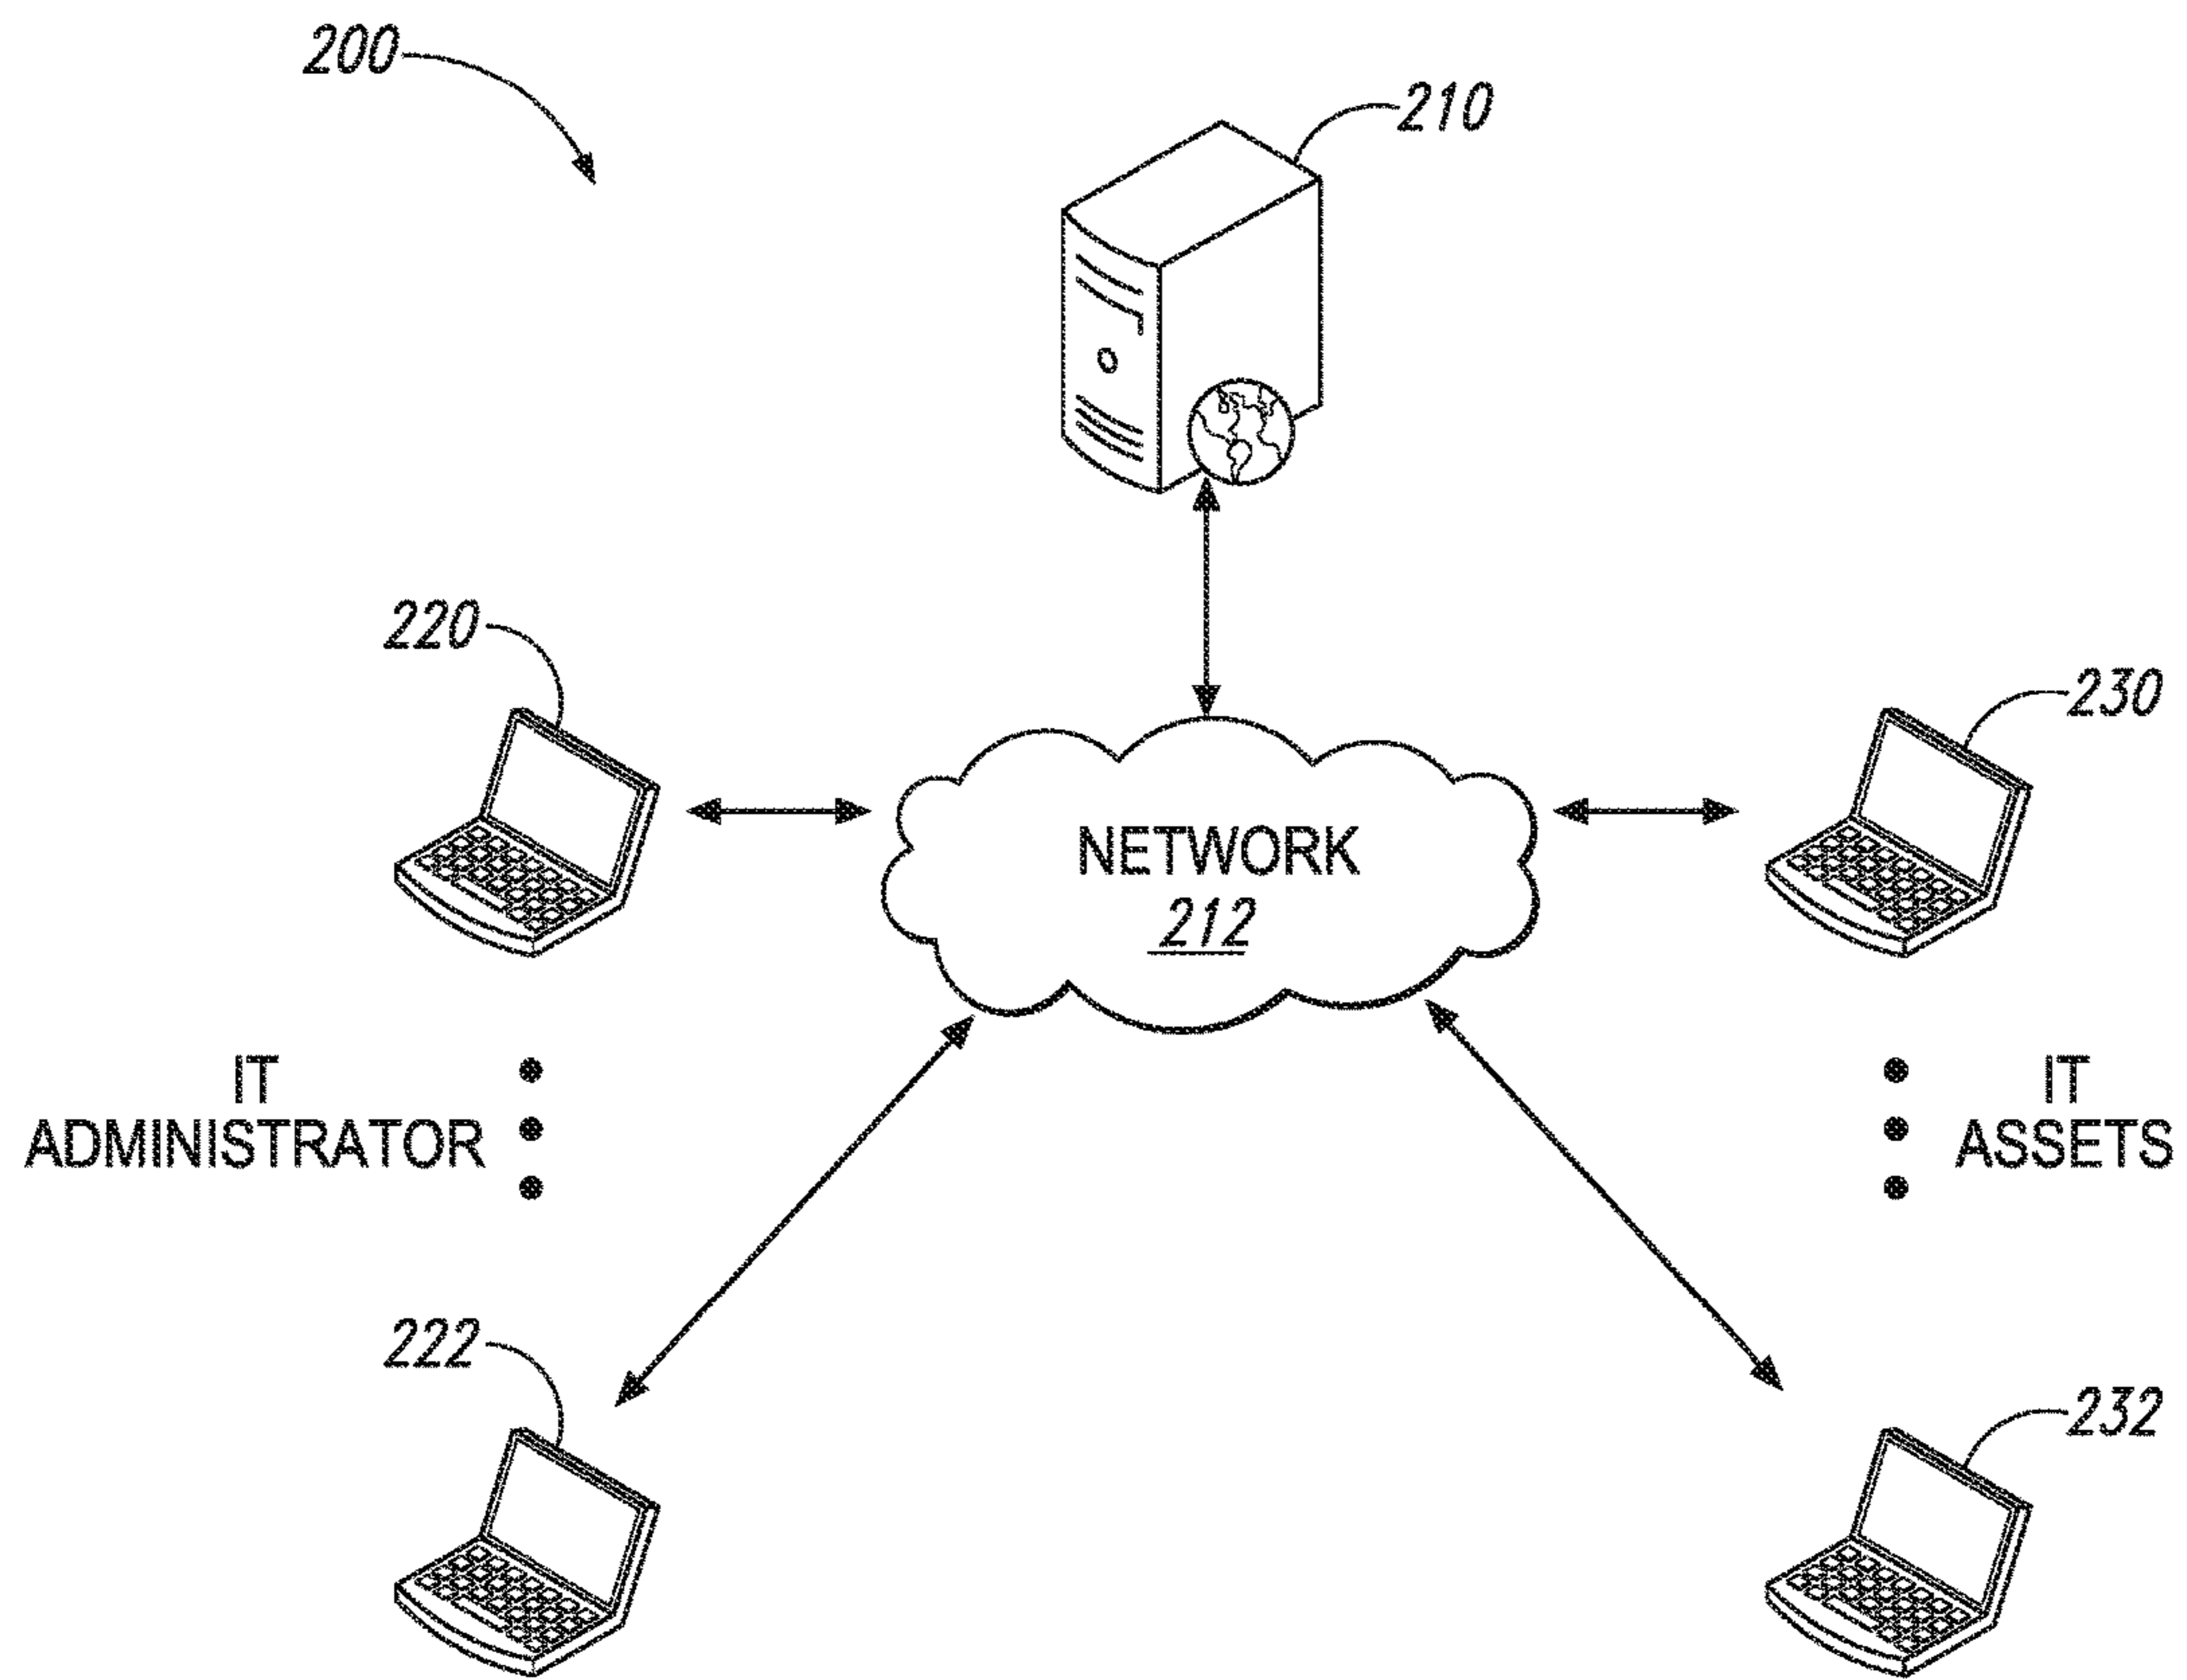 200
210
220
230
NETWORK
212
IT
ADMINISTRATOR
IT
ASSETS
222
232